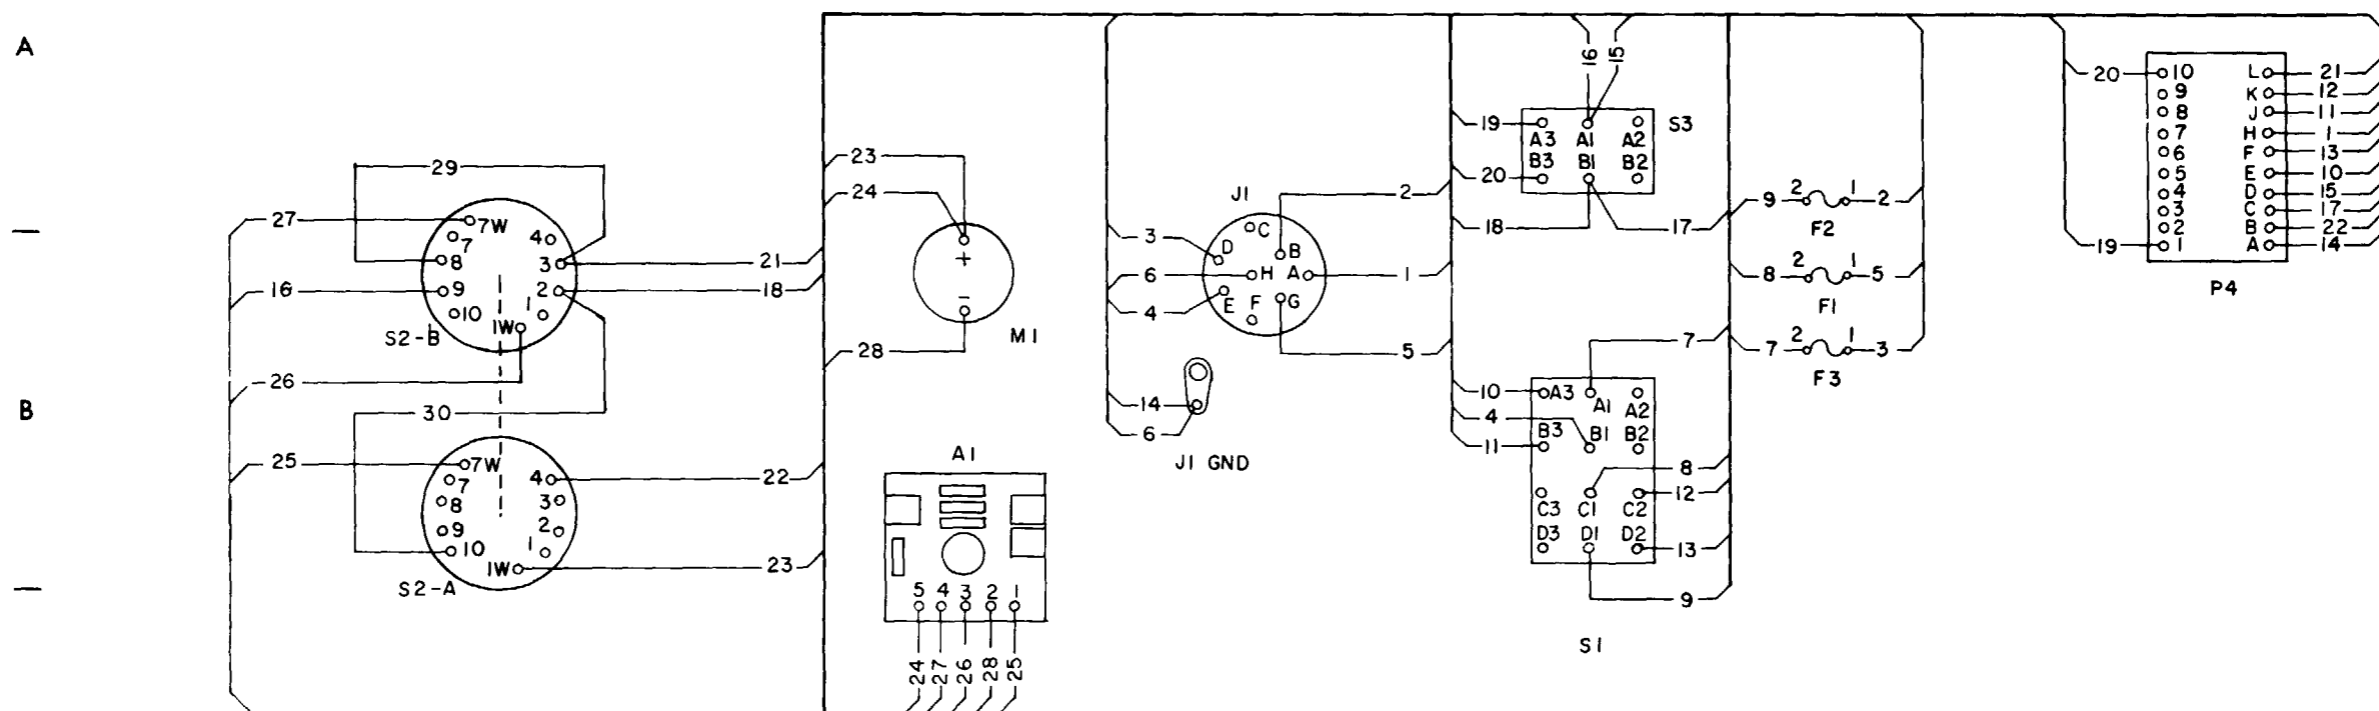 A
B
29
27
7W
7
8
9
10
4
3
2
1
1W
S2-B
16
26
30
21
18
25
7W
7
8
9
10
4
3
2
1
1W
S2-A
22
23
23
24
+
-
28
M1
A1
5 4 3 2 1
24 27 26 28 25
J1
C
D
B
H A
E F G
3
6
4
2
1
5
14
6
J1 GND
16 15
19
A3 A1 A2
B3 B1 B2
20
S3
18
17
7
10
A3 A1 A2
4
B3 B1 B2
11
8
12
C3 C1 C2
D3 D1 D2
13
9
S1
9 2 1 2
F2
8 2 1 5
F1
7 2 1 3
F3
20 10 L 21
9 K 12
8 J 11
7 H 1
6 F 13
5 E 10
4 D 15
3 C 17
2 B 22
19 1 A 14
P4